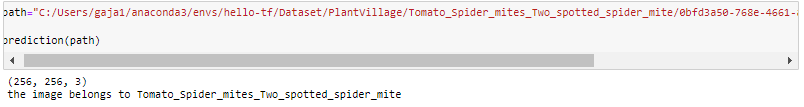 path="C:/Users/gaja1/anaconda3/envs/hello-tf/Dataset/PlantVillage/Tomato_Spider_mites_Two_spotted_spider_mite/0bfd3a50-768e-4661-
prediction(path)
(256, 256, 3)
the image belongs to Tomato_Spider_mites_Two_spotted_spider_mite